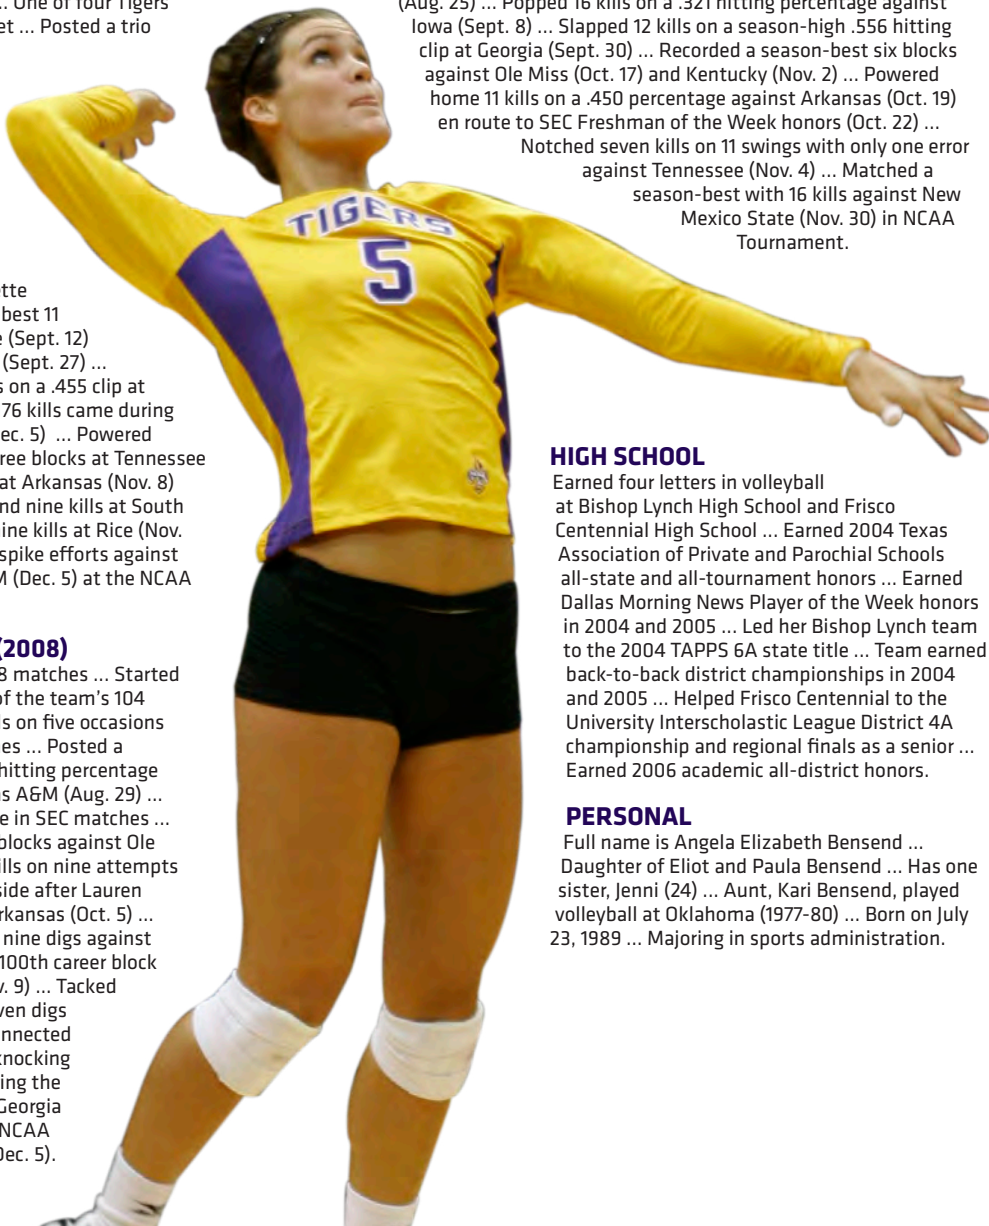 .. One of four Tigers
et ... Posted a trio
(Aug. 25) ... Popped 16 kills on a .321 hitting percentage against
Iowa (Sept. 8) ... Slapped 12 kills on a season-high .556 hitting
clip at Georgia (Sept. 30) ... Recorded a season-best six blocks
against Ole Miss (Oct. 17) and Kentucky (Nov. 2) ... Powered
home 11 kills on a .450 percentage against Arkansas (Oct. 19)
en route to SEC Freshman of the Week honors (Oct. 22) ...
Notched seven kills on 11 swings with only one error
against Tennessee (Nov. 4) ... Matched a
season-best with 16 kills against New
Mexico State (Nov. 30) in NCAA
Tournament.
TIGERS
5
tte
best 11
e (Sept. 12)
(Sept. 27) ...
s on a .455 clip at
76 kills came during
ec. 5) ... Powered
ree blocks at Tennessee
at Arkansas (Nov. 8)
nd nine kills at South
ine kills at Rice (Nov.
spike efforts against
M (Dec. 5) at the NCAA
(2008)
8 matches ... Started
of the team's 104
is on five occasions
es ... Posted a
hitting percentage
s A&M (Aug. 29) ...
e in SEC matches ...
blocks against Ole
ills on nine attempts
side after Lauren
rkansas (Oct. 5) ...
nine digs against
100th career block
v. 9) ... Tacked
ven digs
nnected
knocking
ing the
Georgia
NCAA
Dec. 5).
HIGH SCHOOL
Earned four letters in volleyball
at Bishop Lynch High School and Frisco
Centennial High School ... Earned 2004 Texas
Association of Private and Parochial Schools
all-state and all-tournament honors ... Earned
Dallas Morning News Player of the Week honors
in 2004 and 2005 ... Led her Bishop Lynch team
to the 2004 TAPPS 6A state title ... Team earned
back-to-back district championships in 2004
and 2005 ... Helped Frisco Centennial to the
University Interscholastic League District 4A
championship and regional finals as a senior ...
Earned 2006 academic all-district honors.
PERSONAL
Full name is Angela Elizabeth Bensend ...
Daughter of Eliot and Paula Bensend ... Has one
sister, Jenni (24) ... Aunt, Kari Bensend, played
volleyball at Oklahoma (1977-80) ... Born on July
23, 1989 ... Majoring in sports administration.